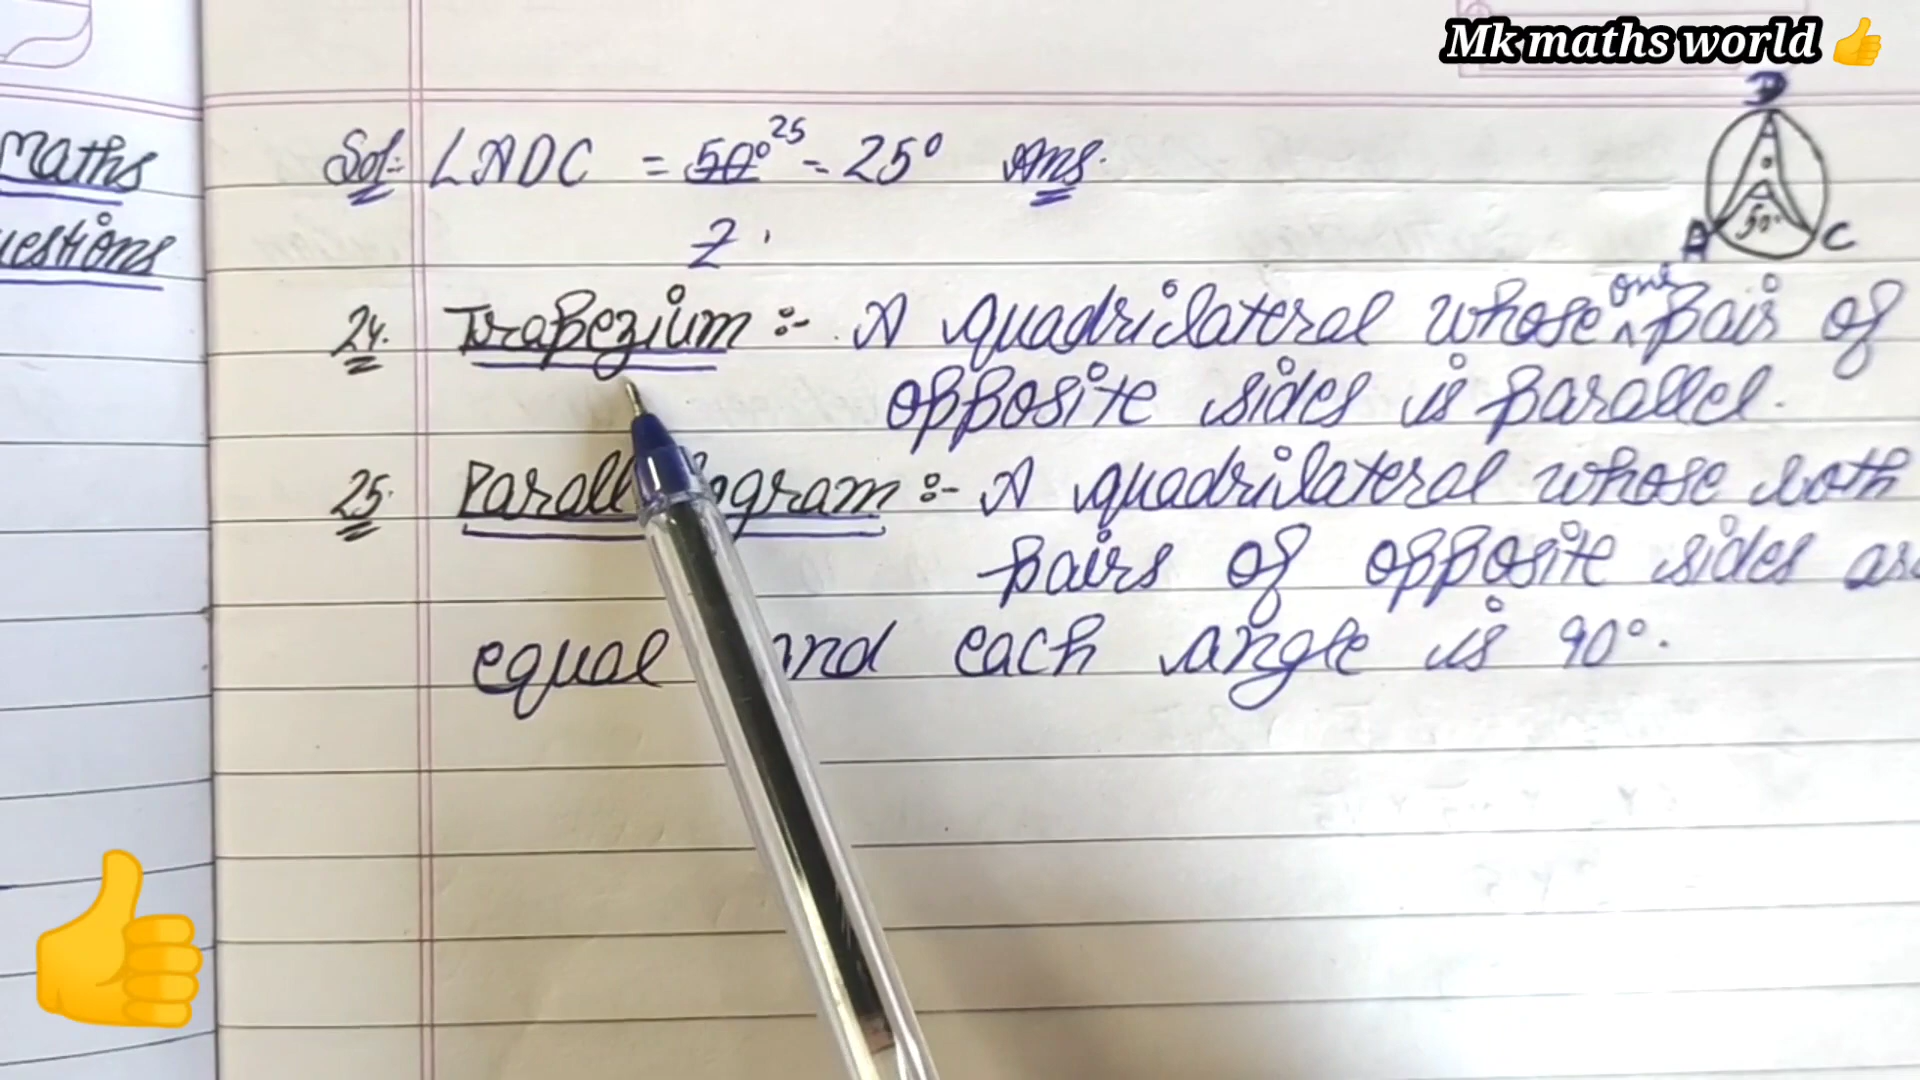 Mk maths world 👍
Maths
uestions
Sol:- ∠ADC = 50° 25 = 25° Ans.
2
D
50°
A C
24. Trapezium :- A quadrilateral whose one pair of
opposite sides is parallel.
25. Parall gram :- A quadrilateral whose both
pairs of opposite sides are
equal and each angle is 90°.